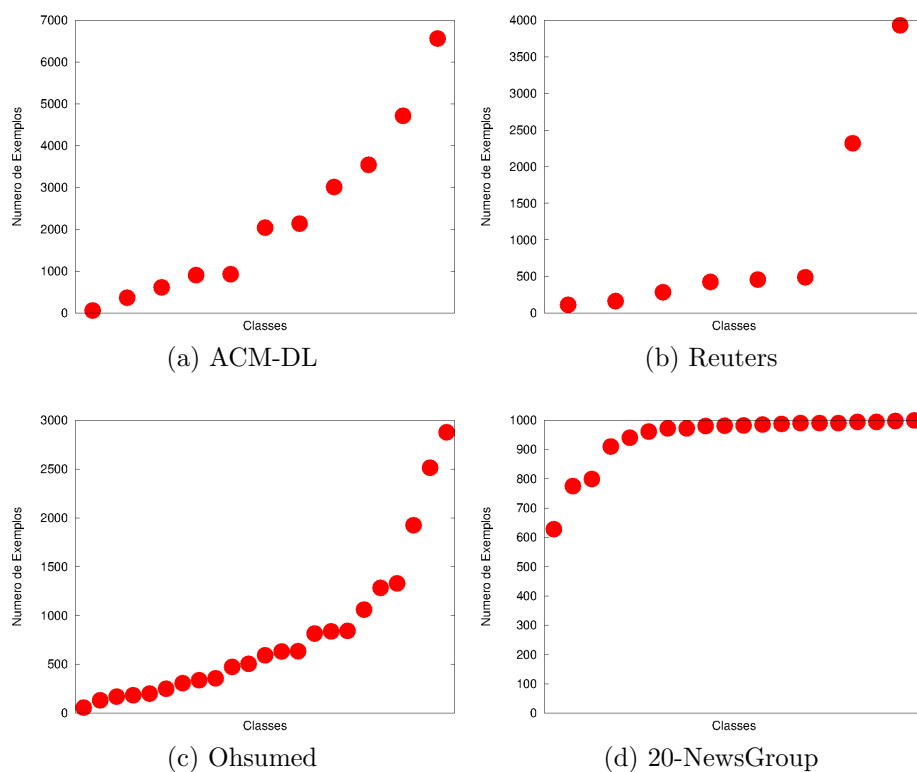 7000
6000
5000
4000
3000
2000
1000
0
Numero de Exemplos
Classes
(a) ACM-DL
4000
3500
3000
2500
2000
1500
1000
500
0
Numero de Exemplos
Classes
(b) Reuters
3000
2500
2000
1500
1000
500
0
Numero de Exemplos
Classes
(c) Ohsumed
1000
900
800
700
600
500
400
300
200
100
0
Numero de Exemplos
Classes
(d) 20-NewsGroup